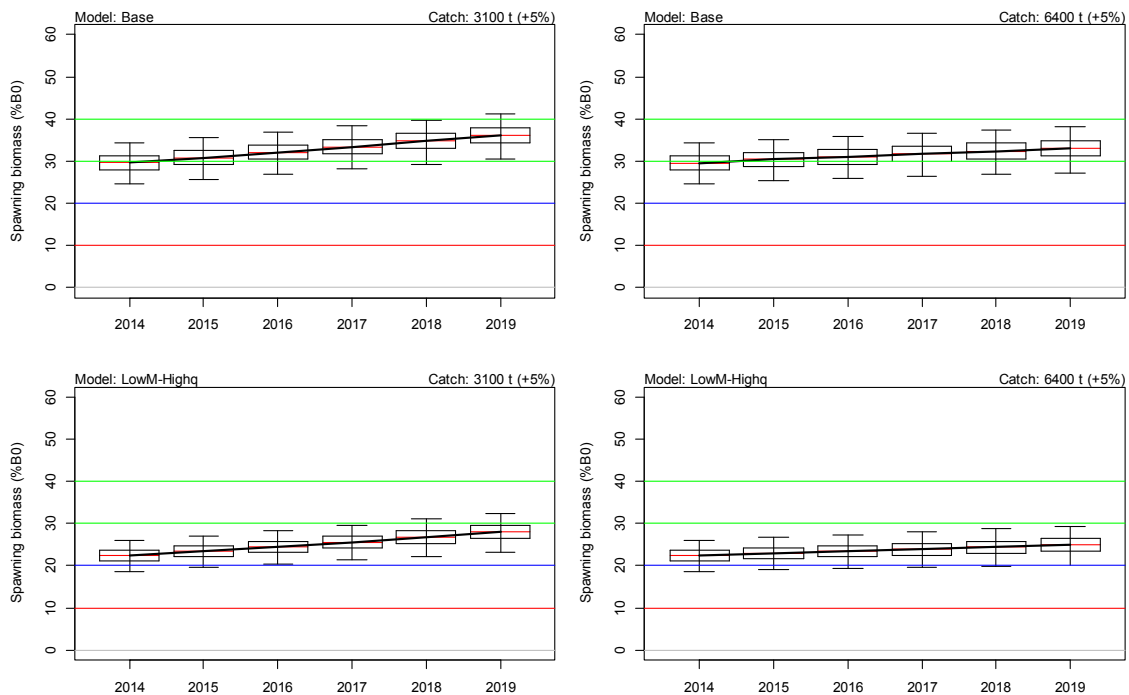 Model: Base Catch: 3100 t (+5%)
Spawning biomass (%B0)
60
50
40
30
20
10
0
2014 2015 2016 2017 2018 2019
Model: Base Catch: 6400 t (+5%)
Spawning biomass (%B0)
60
50
40
30
20
10
0
2014 2015 2016 2017 2018 2019
Model: LowM-Highq Catch: 3100 t (+5%)
Spawning biomass (%B0)
60
50
40
30
20
10
0
2014 2015 2016 2017 2018 2019
Model: LowM-Highq Catch: 6400 t (+5%)
Spawning biomass (%B0)
60
50
40
30
20
10
0
2014 2015 2016 2017 2018 2019